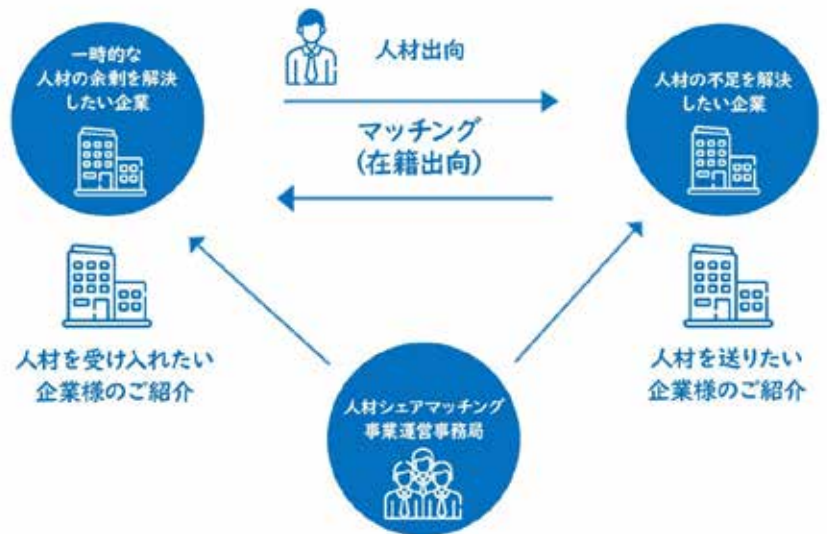 一時的な
人材の余剰を解決
したい企業
人材出向
マッチング
(在籍出向)
人材の不足を解決
したい企業
人材を受け入れたい
企業様のご紹介
人材を送りたい
企業様のご紹介
人材シェアマッチング
事業運営事務局